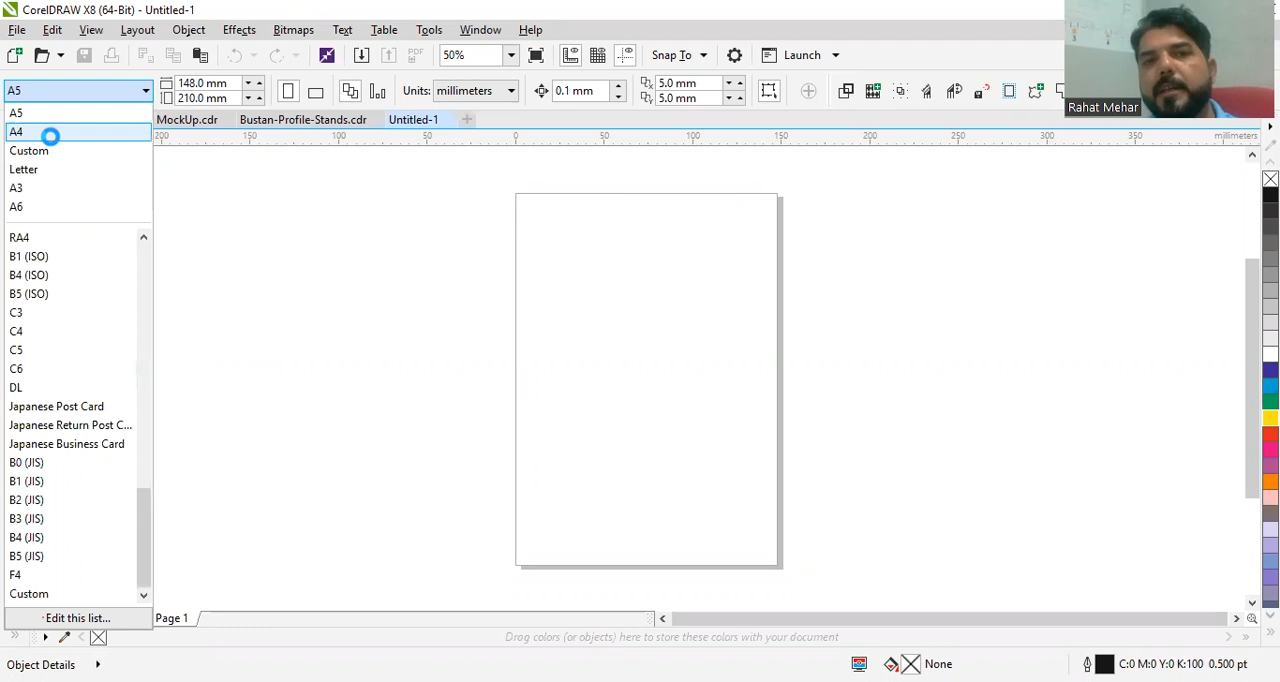 CorelDRAW X8 (64-Bit) - Untitled-1
File Edit View Layout Object Effects Bitmaps Text Table Tools Window Help
PDF 50% Snap To Launch
A5 148.0 mm 210.0 mm Units: millimeters 0.1 mm 5.0 mm 5.0 mm
Rahat Mehar
MockUp.cdr Bustan-Profile-Stands.cdr Untitled-1
200 150 100 50 0 50 100 150 200 250 300 350 millimeters
A5
A4
Custom
Letter
A3
A6
RA4
B1 (ISO)
B4 (ISO)
B5 (ISO)
C3
C4
C5
C6
DL
Japanese Post Card
Japanese Return Post C...
Japanese Business Card
B0 (JIS)
B1 (JIS)
B2 (JIS)
B3 (JIS)
B4 (JIS)
B5 (JIS)
F4
Custom
Edit this list... Page 1
Drag colors (or objects) here to store these colors with your document
Object Details None C:0 M:0 Y:0 K:100 0.500 pt